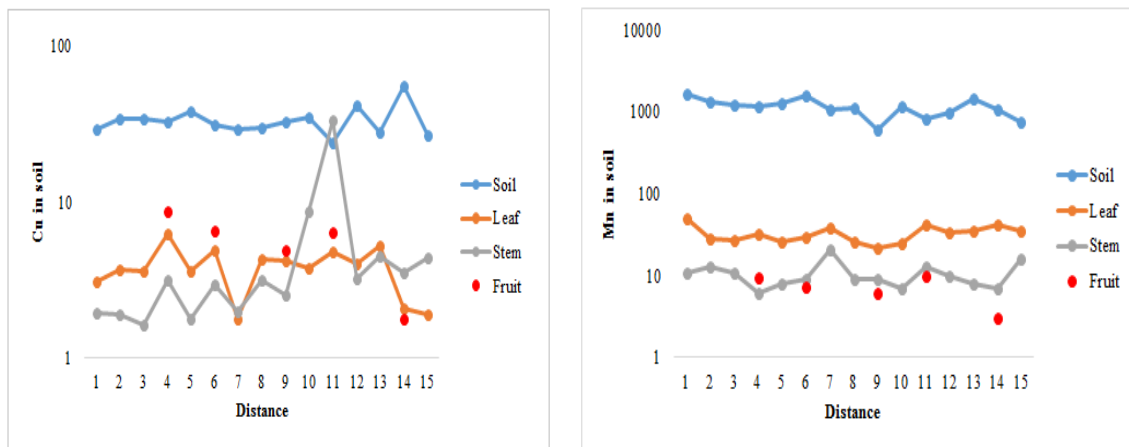 100
10
1
Cu in soil
1 2 3 4 5 6 7 8 9 10 11 12 13 14 15
Distance
Soil
Leaf
Stem
Fruit
10000
1000
100
10
1
Mn in soil
1 2 3 4 5 6 7 8 9 10 11 12 13 14 15
Distance
Soil
Leaf
Stem
Fruit